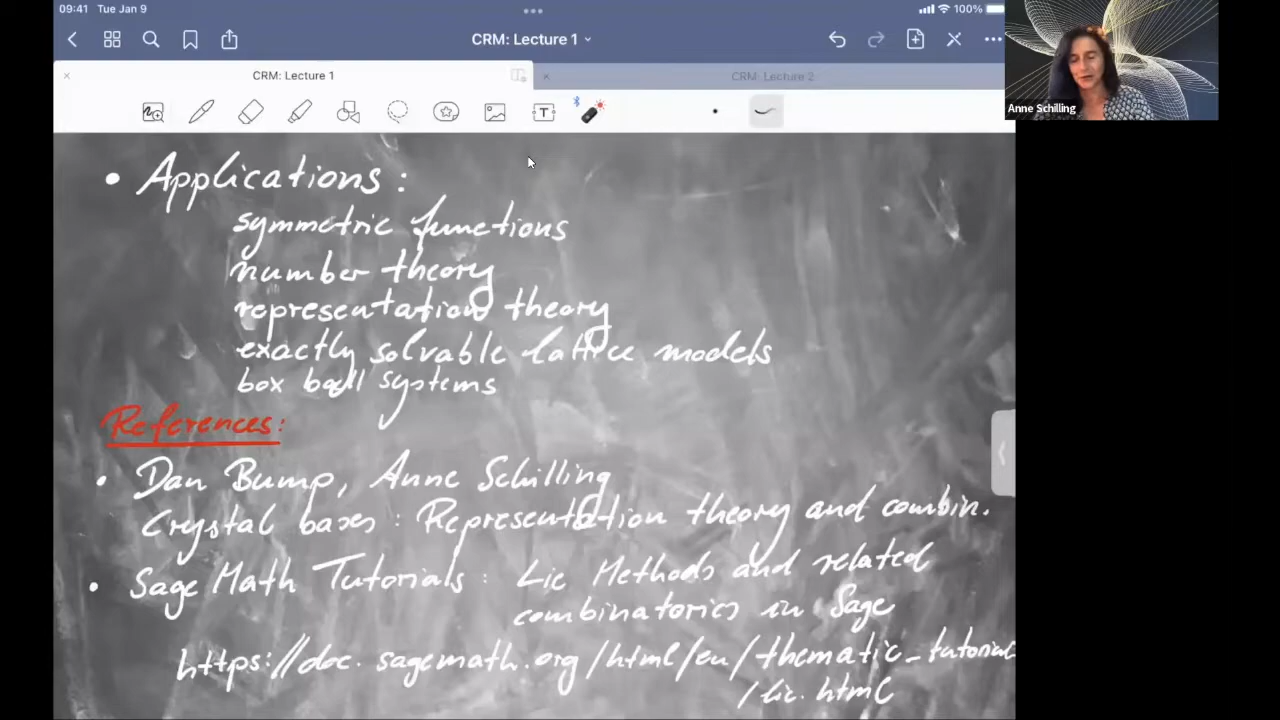 09:41 Tue Jan 9
100%
CRM: Lecture 1
CRM: Lecture 1
CRM: Lecture 2
Anne Schilling
• Applications:
symmetric functions
number theory
representation theory
exactly solvable lattice models
box ball systems
References:
• Dan Bump, Anne Schilling
Crystal bases: Representation theory and combin.
• Sage Math Tutorials: Lie Methods and related
combinatorics in Sage
https://doc.sagemath.org/html/en/thematic_tutorial
/lie.html